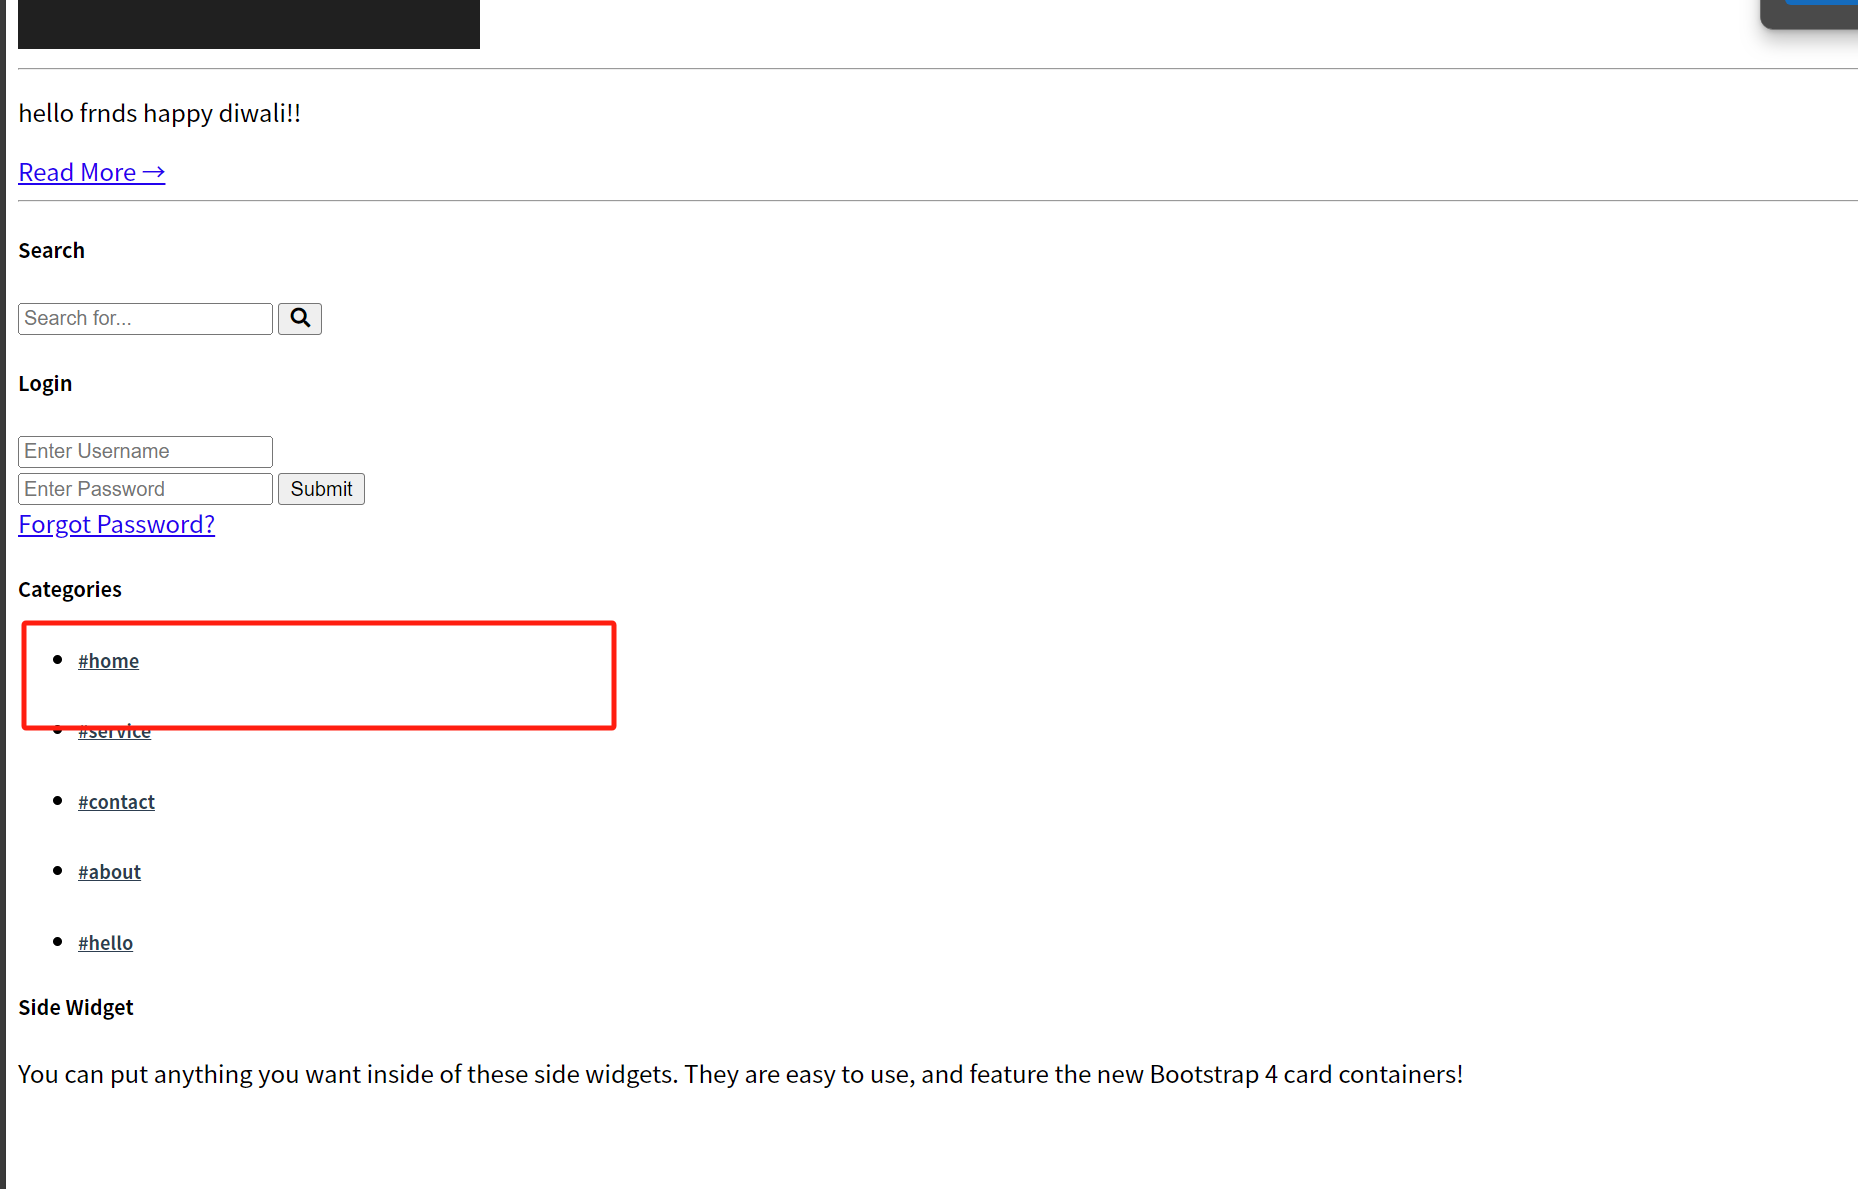 hello frnds happy diwali!!
Read More →
Search
Search for...
Login
Enter Username
Enter Password Submit
Forgot Password?
Categories
#home
#service
#contact
#about
#hello
Side Widget
You can put anything you want inside of these side widgets. They are easy to use, and feature the new Bootstrap 4 card containers!